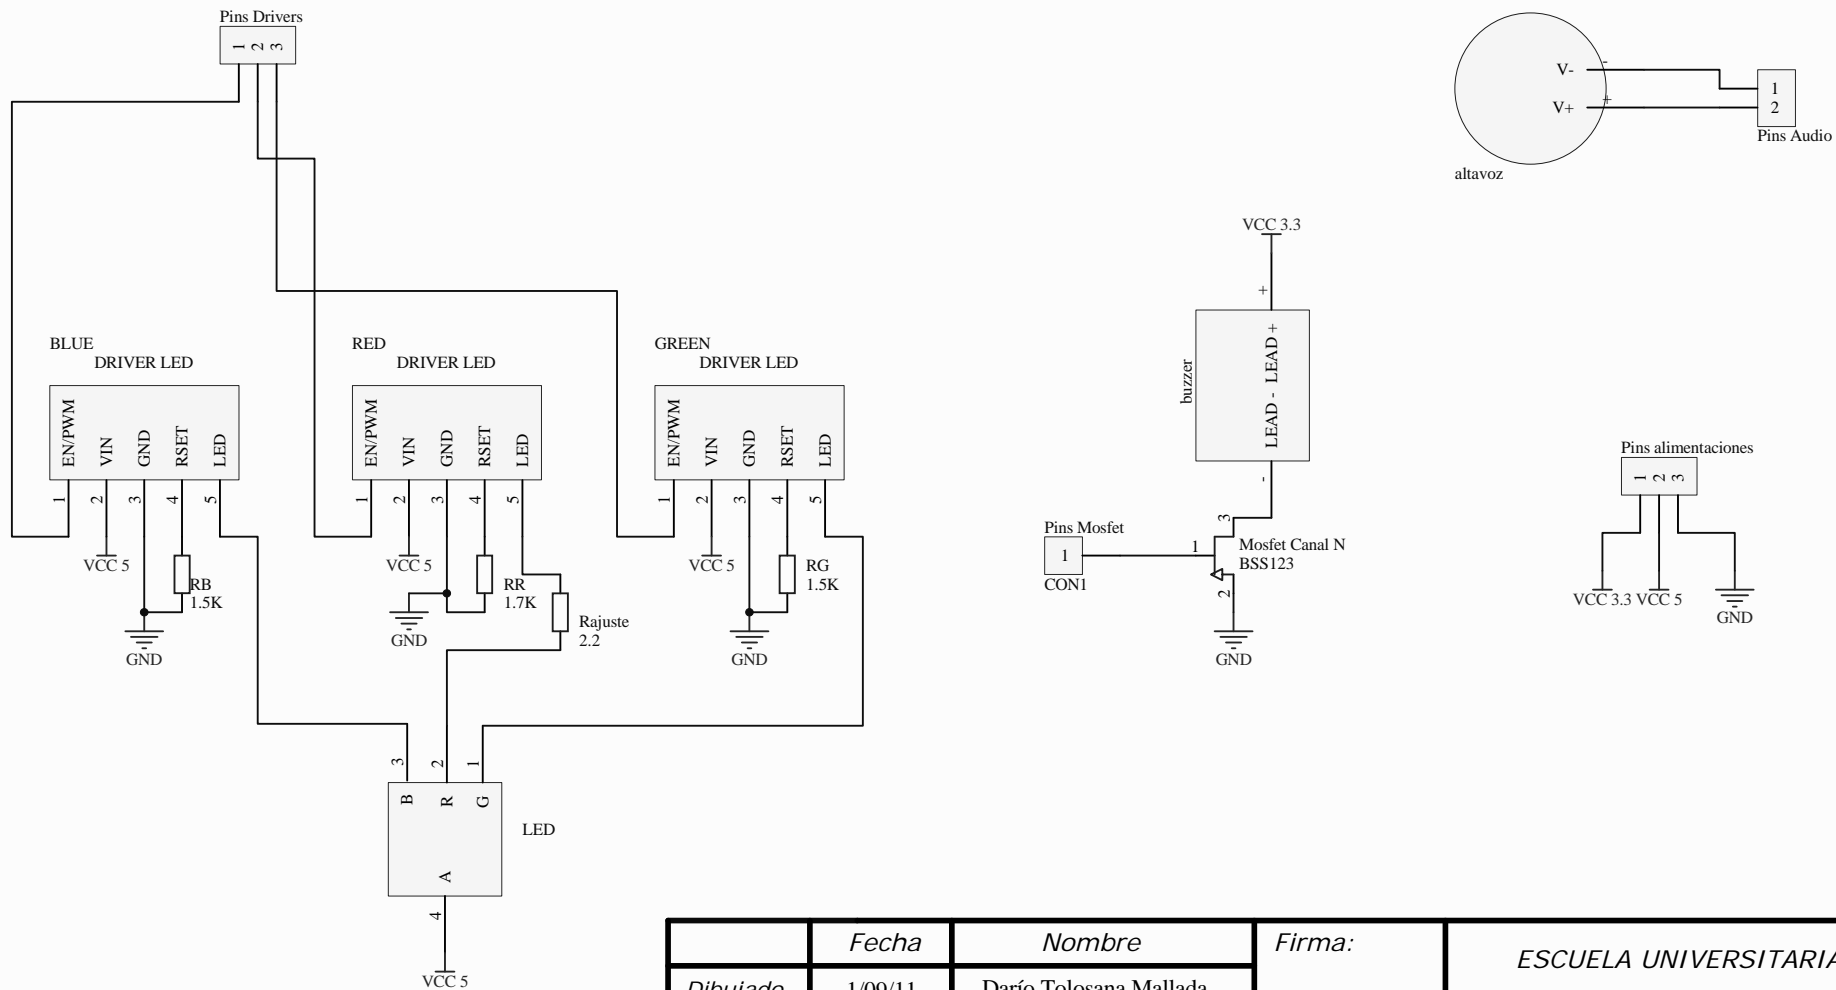 Pins Drivers
1 2 3
V-
-
V+
+
1
2
Pins Audio
altavoz
VCC 3.3
+
LEAD - LEAD +
buzzer
-
BLUE
DRIVER LED
EN/PWM
VIN
GND
RSET
LED
1 2 3 4 5
VCC 5
RB
1.5K
GND
RED
DRIVER LED
EN/PWM
VIN
GND
RSET
LED
1 2 3 4 5
VCC 5
RR
1.7K
GND
Rajuste
2.2
GREEN
DRIVER LED
EN/PWM
VIN
GND
RSET
LED
1 2 3 4 5
VCC 5
RG
1.5K
GND
Pins Mosfet
1
CON1
1
3
2
Mosfet Canal N
BSS123
GND
Pins alimentaciones
1 2 3
VCC 3.3 VCC 5
GND
3 2 1
B R G
LED
A
4
VCC 5
Fecha Nombre Firma:
ESCUELA UNIVERSITARIA
Dibujado 1/09/11 Darío Tolosana Mallada